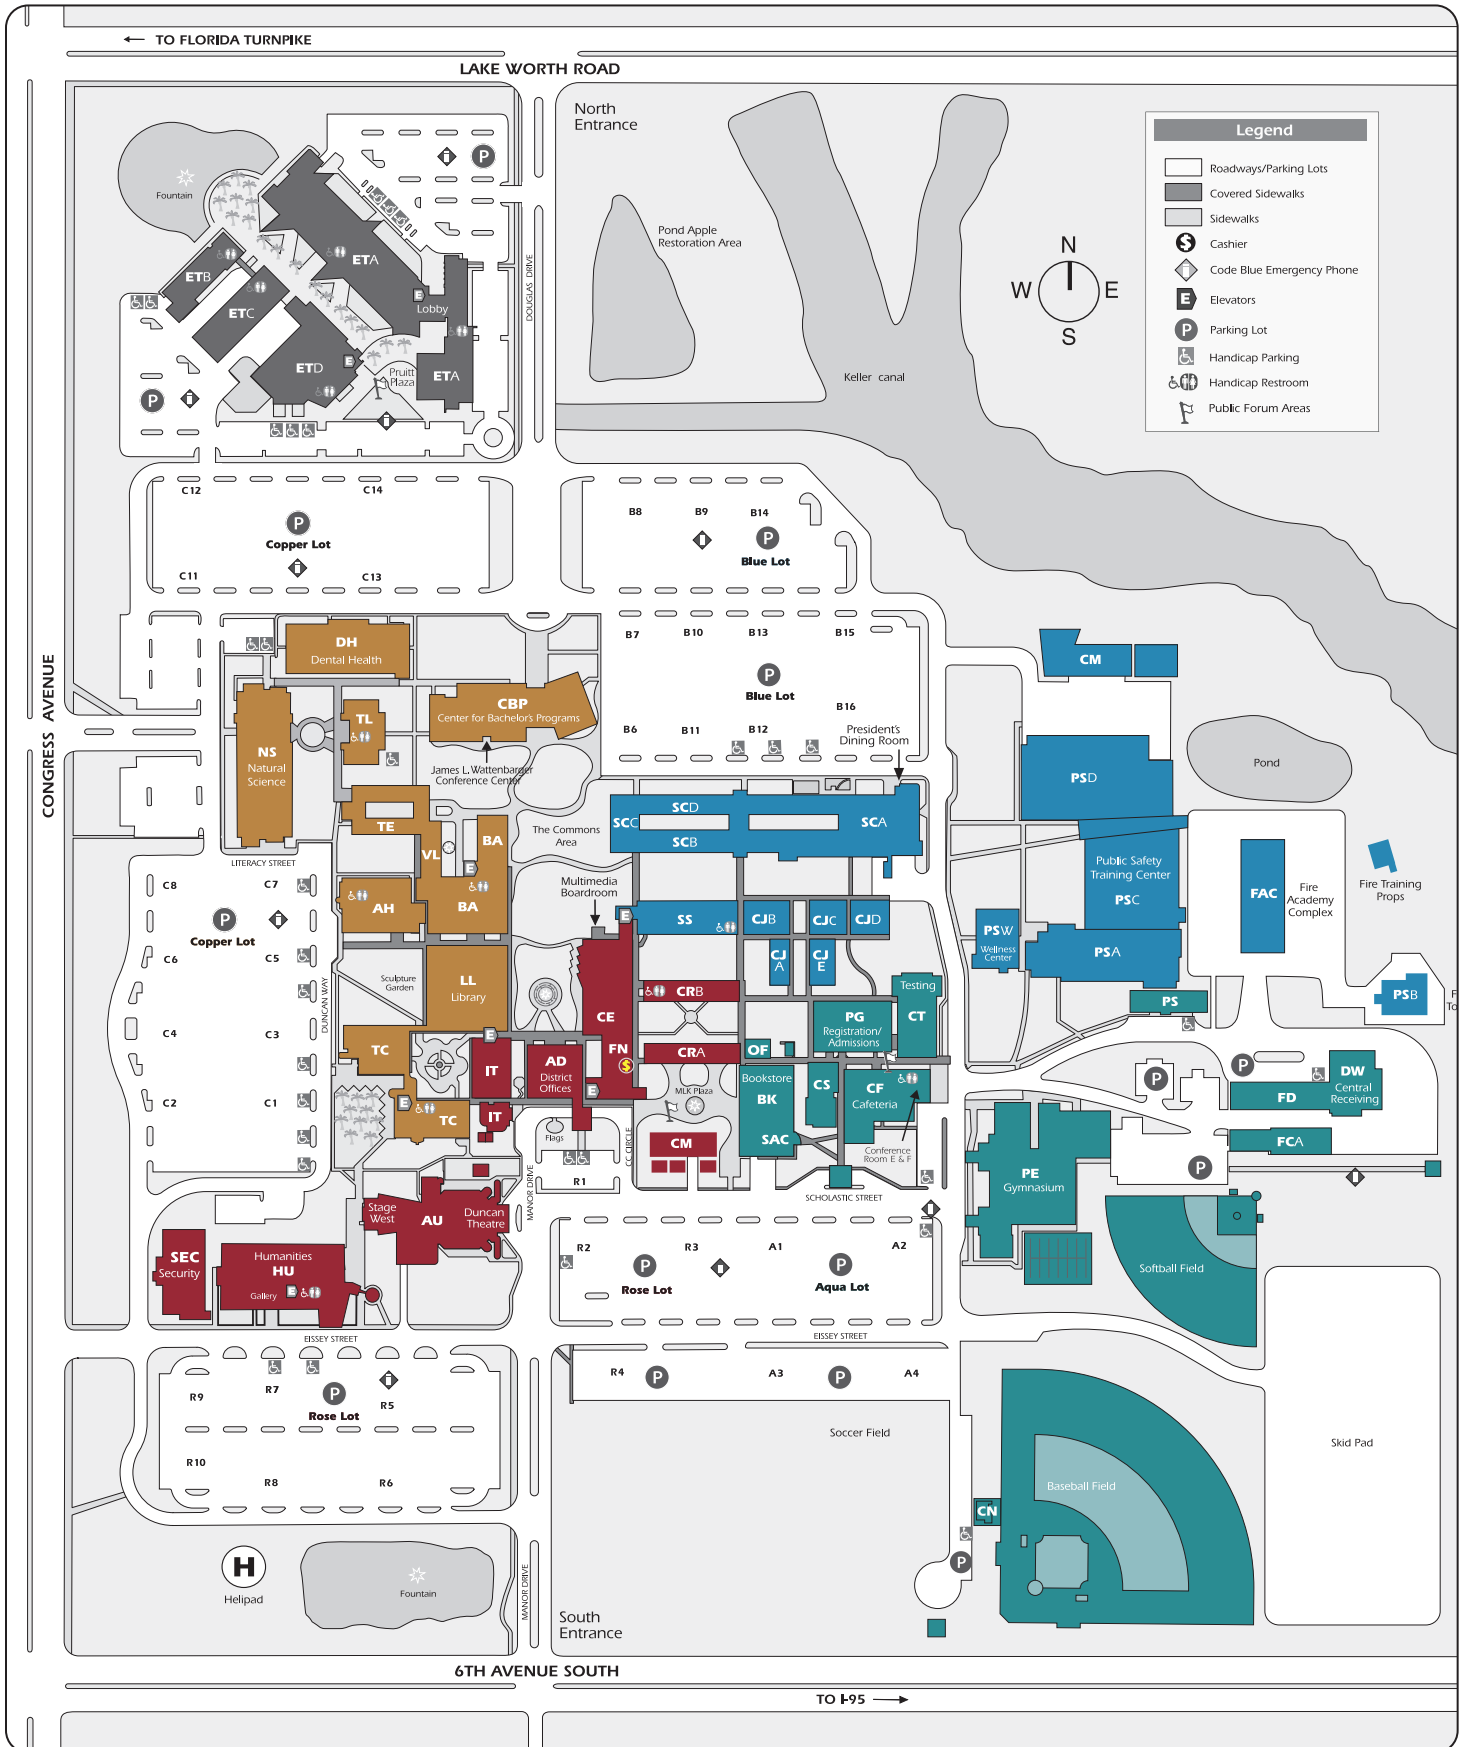 ← TO FLORIDA TURNPIKE
LAKE WORTH ROAD
North
Entrance
Legend
Roadways/Parking Lots
Covered Sidewalks
Sidewalks
$ Cashier
Code Blue Emergency Phone
E Elevators
P Parking Lot
Handicap Parking
Handicap Restroom
Public Forum Areas
N
W E
S
Fountain
P
ETA
ETB
ETC
E
Lobby
ETD
E
Pruitt
Plaza
ETA
P
DOUGLAS DRIVE
Pond Apple
Restoration Area
Keller canal
C12
C14
P
Copper Lot
C11
C13
B8
B9
B14
P
Blue Lot
B7
B10
B13
B15
P
Blue Lot
B16
B6
B11
B12
President's
Dining Room
CONGRESS AVENUE
DH
Dental Health
CBP
Center for Bachelor's Programs
James L. Wattenbarger
Conference Center
TL
NS
Natural
Science
TE
VL
BA
E
BA
AH
LITERACY STREET
The Commons
Area
Multimedia
Boardroom
SCD
SCC
SCB
SCA
CM
PSD
Pond
Public Safety
Training Center
PSC
PSW
Wellness
Center
PSA
FAC
Fire
Academy
Complex
Fire Training
Props
PSB
F
To
PS
C8
C7
P
Copper Lot
C6
C5
C4
C3
C2
C1
DUNCAN WAY
Sculpture
Garden
LL
Library
E
SS
CJB
CJC
CJD
CJ
A
CJ
E
CRB
CE
FN
$
E
CRA
OF
PG
Registration/
Admissions
Testing
CT
TC
E
IT
AD
District
Offices
E
TC
IT
MLK Plaza
Bookstore
BK
SAC
CS
CF
Cafeteria
Conference
Room E & F
Flags
CC CIRCLE
CM
R1
MANOR DRIVE
SCHOLASTIC STREET
P
P
DW
Central
Receiving
FD
FCA
P
PE
Gymnasium
Softball Field
Stage
West
AU
Duncan
Theatre
SEC
Security
Humanities
HU
Gallery
E
EISSEY STREET
R2
R3
A1
A2
P
Rose Lot
P
Aqua Lot
EISSEY STREET
R4
P
A3
P
A4
R9
R7
P
Rose Lot
R5
R10
R8
R6
Soccer Field
Skid Pad
Baseball Field
CN
P
H
Helipad
Fountain
MANOR DRIVE
South
Entrance
6TH AVENUE SOUTH
TO I-95 →